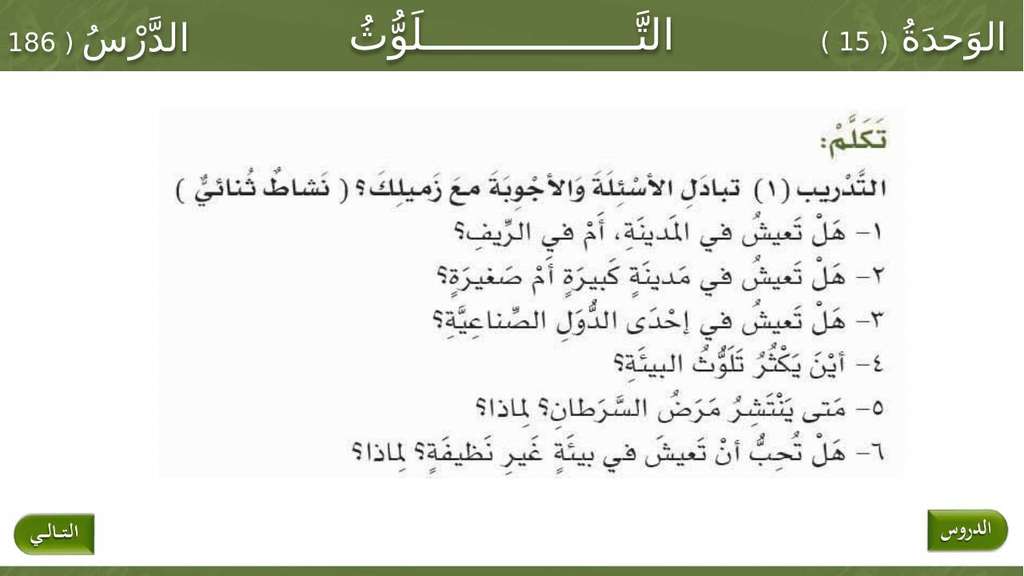 الوَحدَةُ ( 15 )
التَّـــــــــــــــــلَوُّثُ
الدَّرْسُ ( 186
تَكَلَّمْ:
التَّدْريب (١) تبادَلِ الأسْئِلَةَ وَالأجْوِبَةَ معَ زَميلِكَ؟ ( نَشاطٌ ثُنائيٌّ )
١- هَلْ تَعيشُ في المَدينَةِ، أَمْ في الرِّيفِ؟
٢- هَلْ تَعيشُ في مَدينَةٍ كَبيرَةٍ أَمْ صَغيرَةٍ؟
٣- هَلْ تَعيشُ في إحْدَى الدُّوَلِ الصِّناعِيَّةِ؟
٤- أيْنَ يَكْثُرُ تَلَوُّثُ البيئَةِ؟
٥- مَتى يَنْتَشِرُ مَرَضُ السَّرَطانِ؟ لِماذا؟
٦- هَلْ تُحِبُّ أنْ تَعيشَ في بيئَةٍ غَيرِ نَظيفَةٍ؟ لِماذا؟
الدروس
التالي